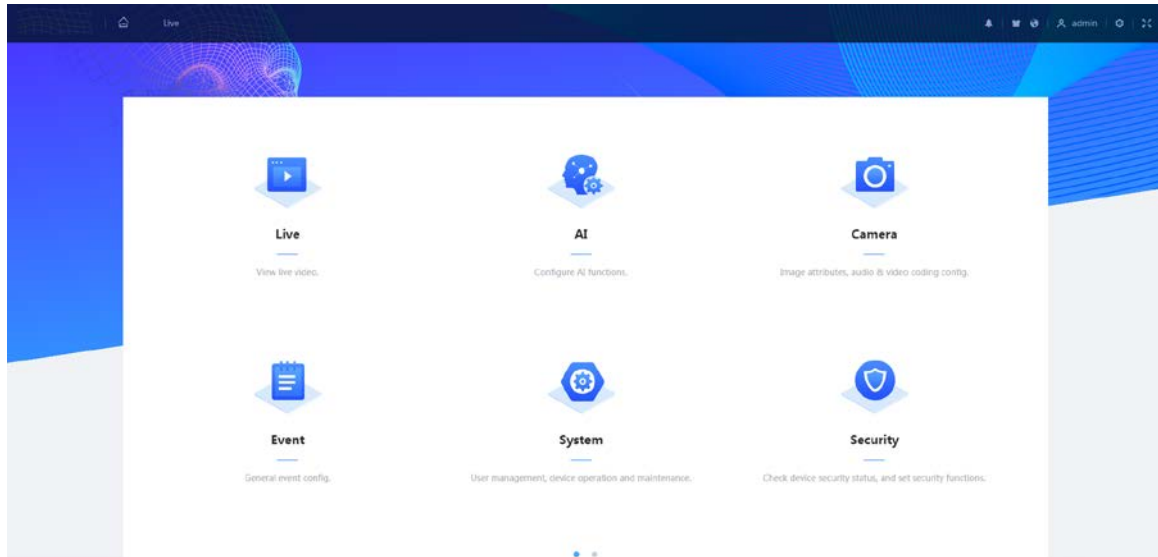 Live
admin
Live
AI
Camera
View live video.
Configure AI functions.
Image attributes, audio & video coding config.
Event
System
Security
General event config.
User management, device operation and maintenance.
Check device security status, and set security functions.